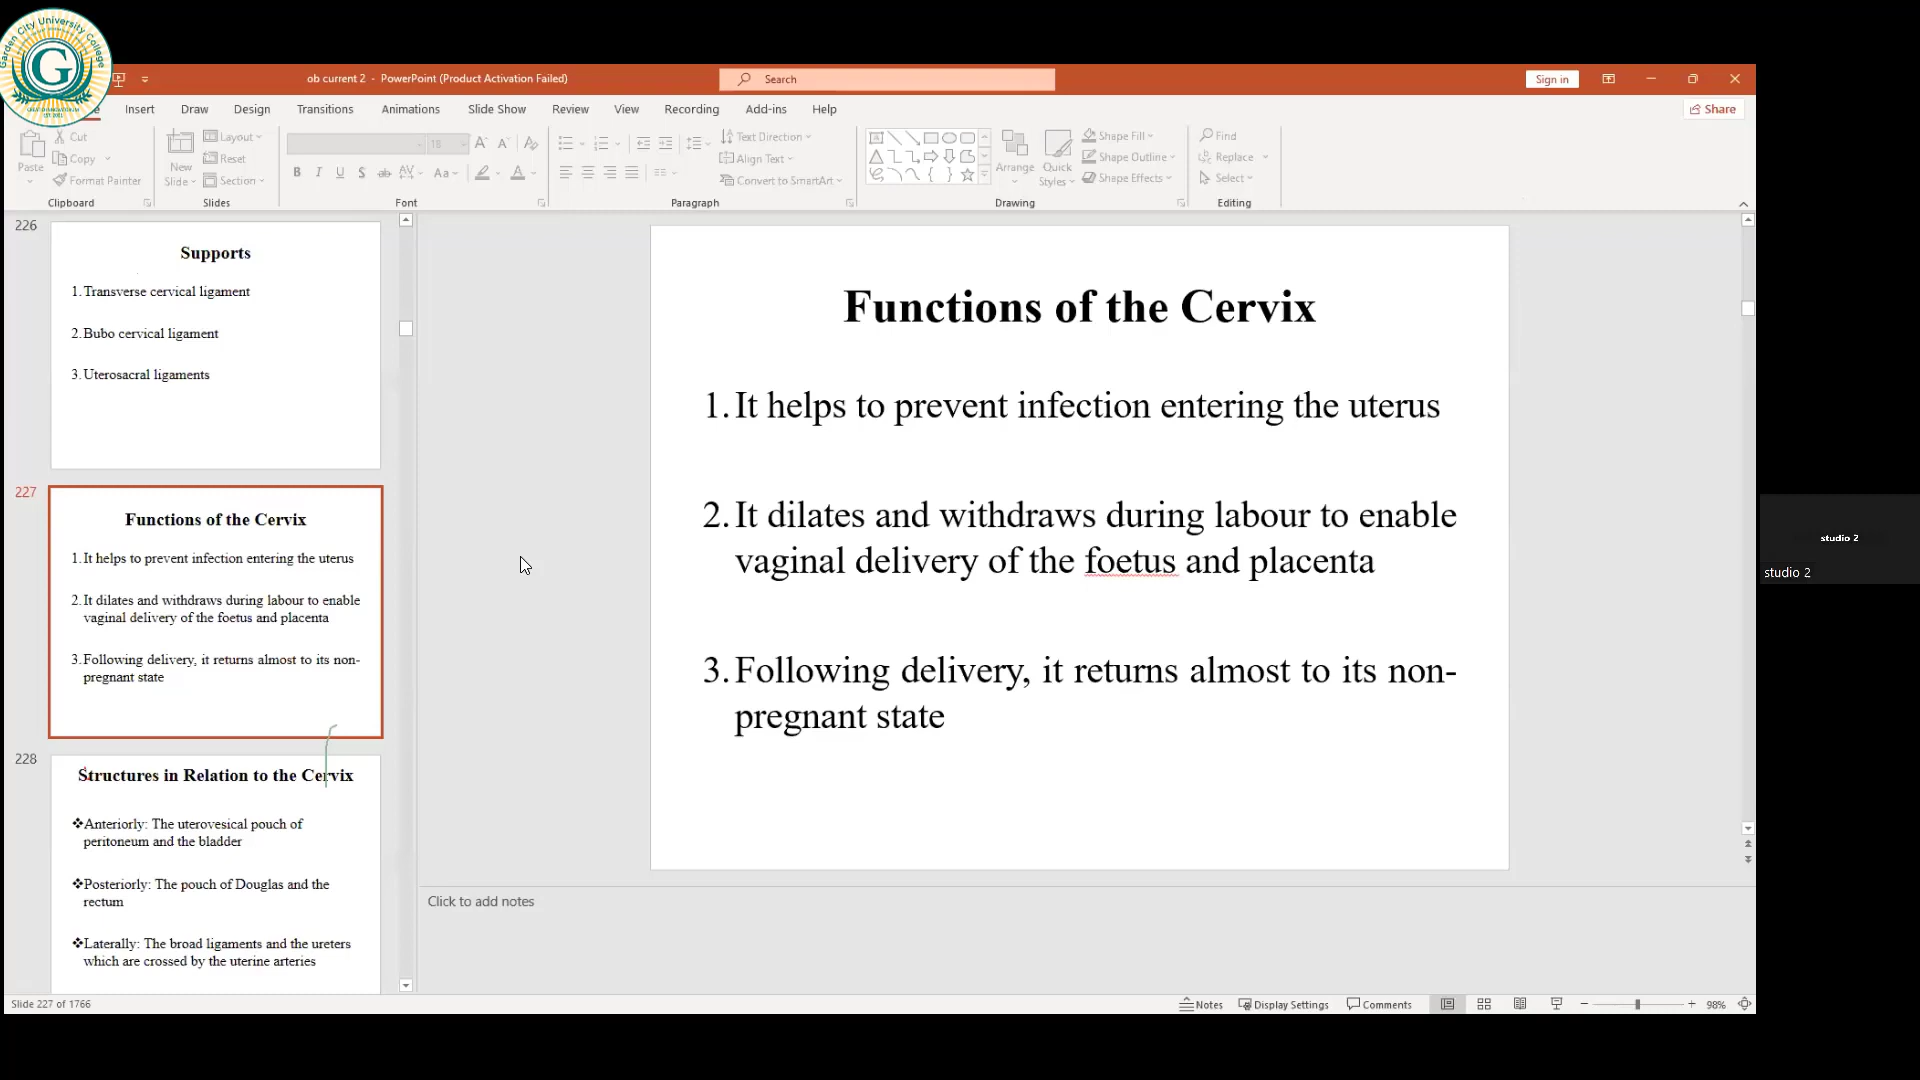 Garden City University College
G
ob current 2 - PowerPoint (Product Activation Failed)
Search
Sign in
Insert Draw Design Transitions Animations Slide Show Review View Recording Add-ins Help
Share
Paste
Cut
Copy
Format Painter
Clipboard
New
Slide
Layout
Reset
Section
Slides
18
Font
Text Direction
Align Text
Convert to SmartArt
Paragraph
Arrange
Quick
Styles
Shape Fill
Shape Outline
Shape Effects
Drawing
Find
Replace
Select
Editing
226
Supports
1. Transverse cervical ligament
2. Bubo cervical ligament
3. Uterosacral ligaments
227
Functions of the Cervix
1. It helps to prevent infection entering the uterus
2. It dilates and withdraws during labour to enable
vaginal delivery of the foetus and placenta
3. Following delivery, it returns almost to its non-
pregnant state
228
Structures in Relation to the Cervix
❖Anteriorly: The uterovesical pouch of
peritoneum and the bladder
❖Posteriorly: The pouch of Douglas and the
rectum
❖Laterally: The broad ligaments and the ureters
which are crossed by the uterine arteries
Functions of the Cervix
1. It helps to prevent infection entering the uterus
2. It dilates and withdraws during labour to enable
vaginal delivery of the foetus and placenta
3. Following delivery, it returns almost to its non-
pregnant state
Click to add notes
studio 2
studio 2
Slide 227 of 1766
Notes Display Settings Comments 98%